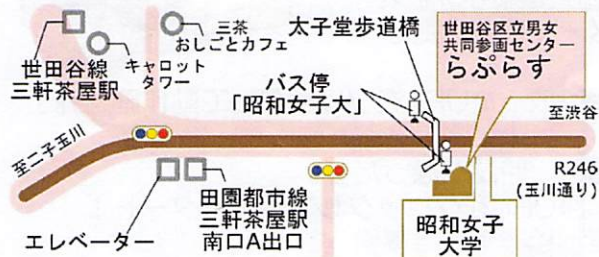 三茶
おしごとカフェ
太子堂歩道橋
世田谷区立男女
共同参画センター
らぷらす
世田谷線
三軒茶屋駅
キャロット
タワー
バス停
「昭和女子大」
至渋谷
至二子玉川
R246
(玉川通り)
エレベーター
田園都市線
三軒茶屋駅
南口A出口
昭和女子
大学